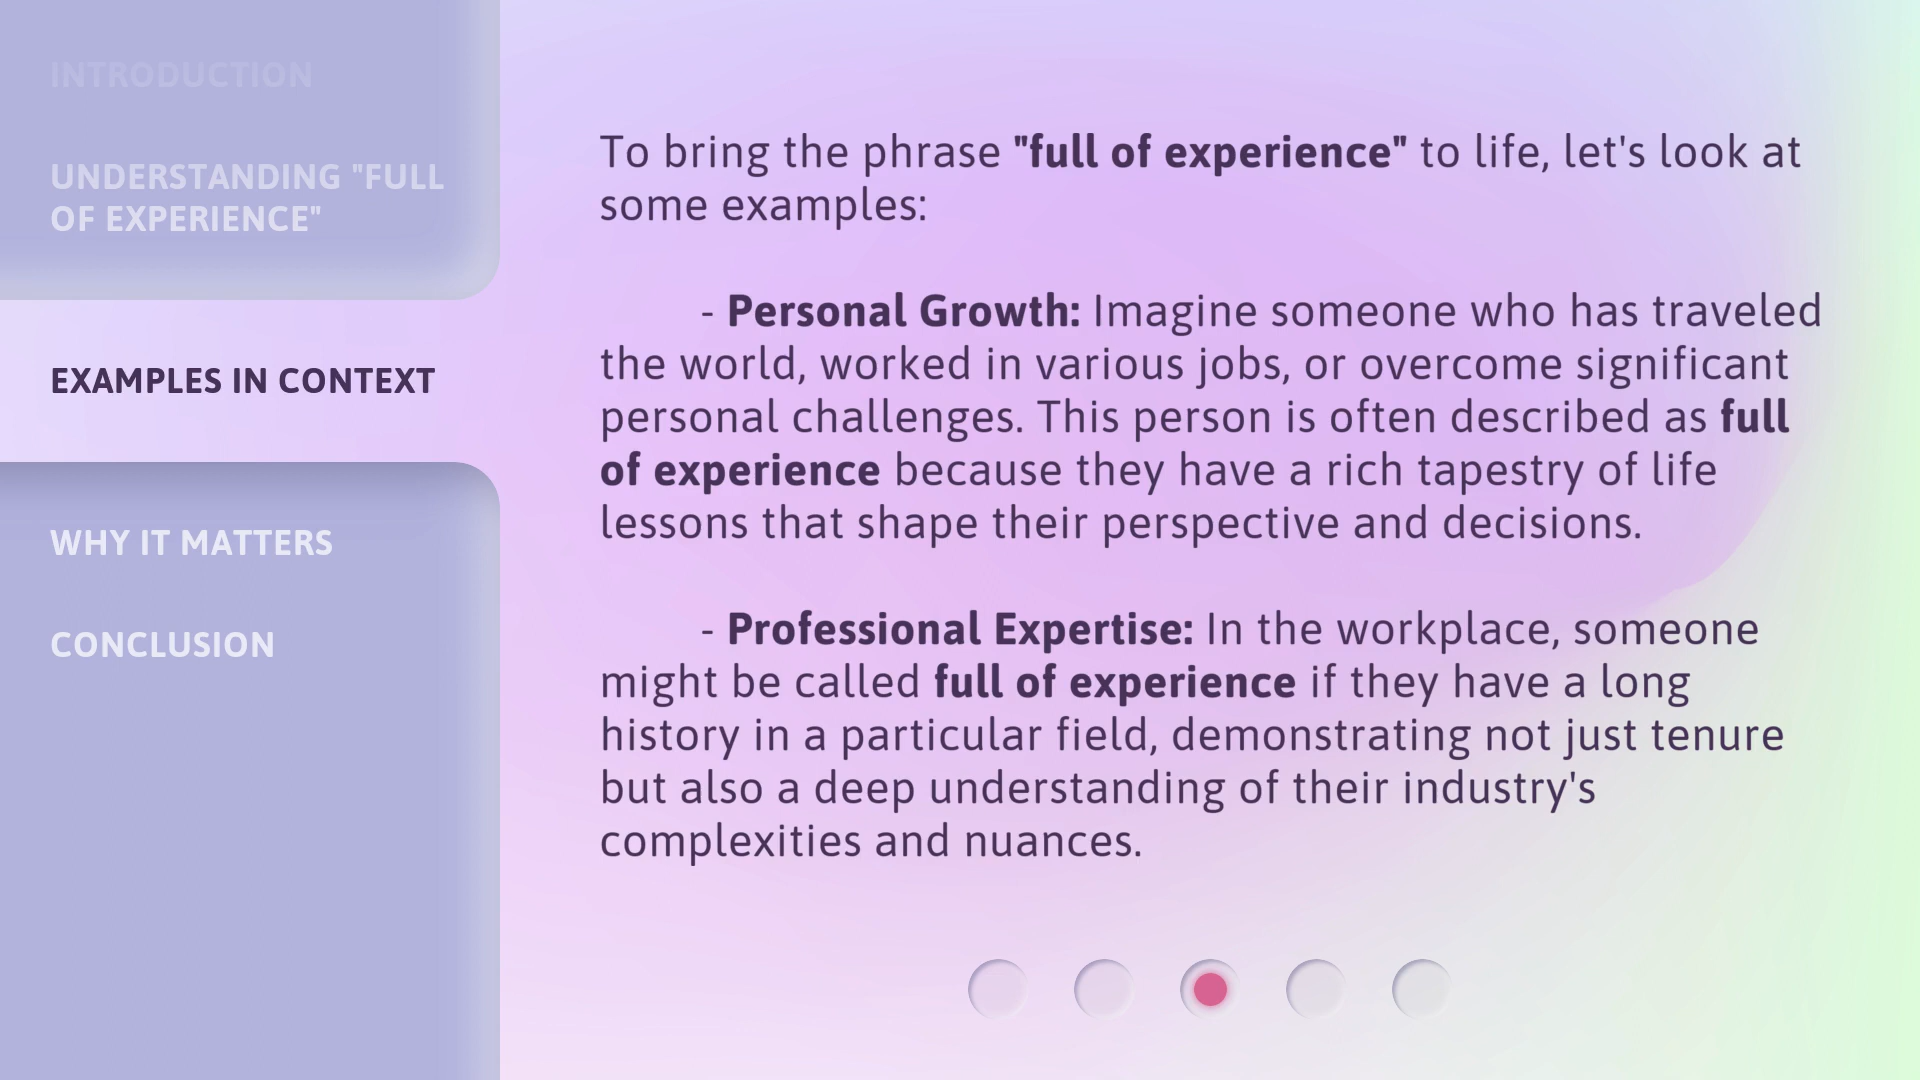 INTRODUCTION
UNDERSTANDING "FULL
OF EXPERIENCE"
EXAMPLES IN CONTEXT
WHY IT MATTERS
CONCLUSION
To bring the phrase "full of experience" to life, let's look at
some examples:
- Personal Growth: Imagine someone who has traveled
the world, worked in various jobs, or overcome significant
personal challenges. This person is often described as full
of experience because they have a rich tapestry of life
lessons that shape their perspective and decisions.
- Professional Expertise: In the workplace, someone
might be called full of experience if they have a long
history in a particular field, demonstrating not just tenure
but also a deep understanding of their industry's
complexities and nuances.